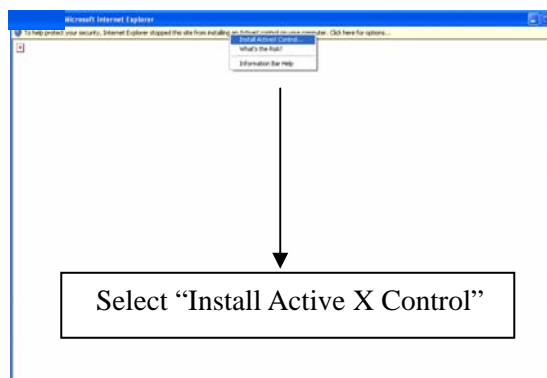 Microsoft Internet Explorer
To help protect your security, Internet Explorer stopped this site from installing an ActiveX control on your computer. Click here for options...
Install ActiveX Control...
What's the Risk?
Information Bar Help
Select “Install Active X Control”